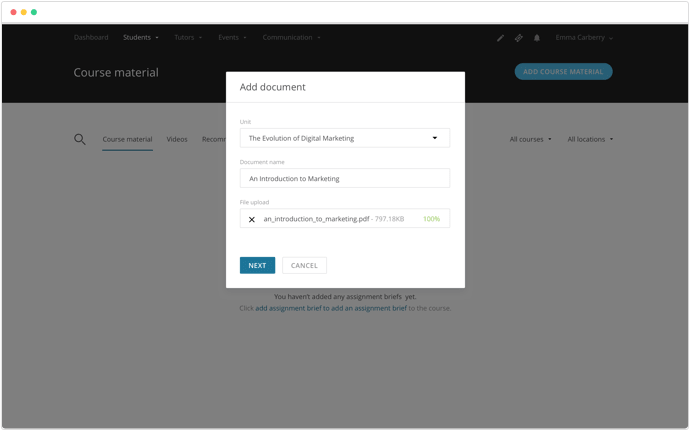 Dashboard Students Tutors Events Communication Emma Carberry
Course material ADD COURSE MATERIAL
Add document
Unit
The Evolution of Digital Marketing
Course material Videos Recomm All courses All locations
Document name
An Introduction to Marketing
File upload
an_introduction_to_marketing.pdf - 797.18KB 100%
NEXT CANCEL
You haven't added any assignment briefs yet.
Click add assignment brief to add an assignment brief to the course.